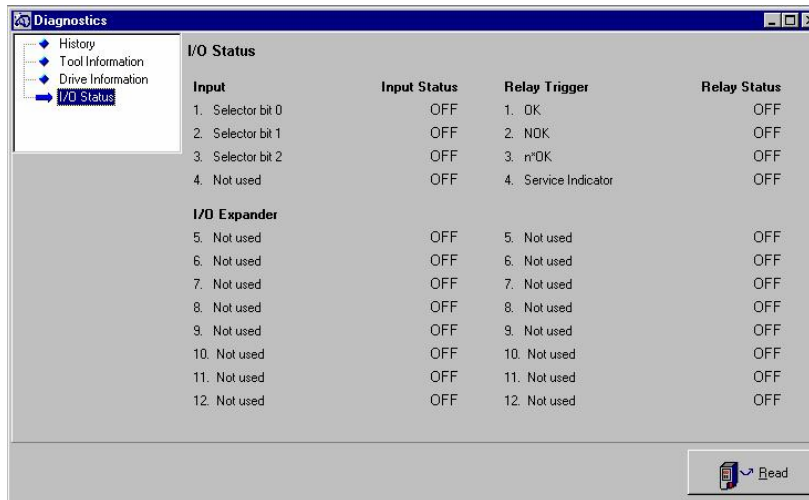 Diagnostics
History
Tool Information
Drive Information
I/O Status
I/O Status
Input Input Status Relay Trigger Relay Status
1. Selector bit 0 OFF 1. OK OFF
2. Selector bit 1 OFF 2. NOK OFF
3. Selector bit 2 OFF 3. n*OK OFF
4. Not used OFF 4. Service Indicator OFF
I/O Expander
5. Not used OFF 5. Not used OFF
6. Not used OFF 6. Not used OFF
7. Not used OFF 7. Not used OFF
8. Not used OFF 8. Not used OFF
9. Not used OFF 9. Not used OFF
10. Not used OFF 10. Not used OFF
11. Not used OFF 11. Not used OFF
12. Not used OFF 12. Not used OFF
Read